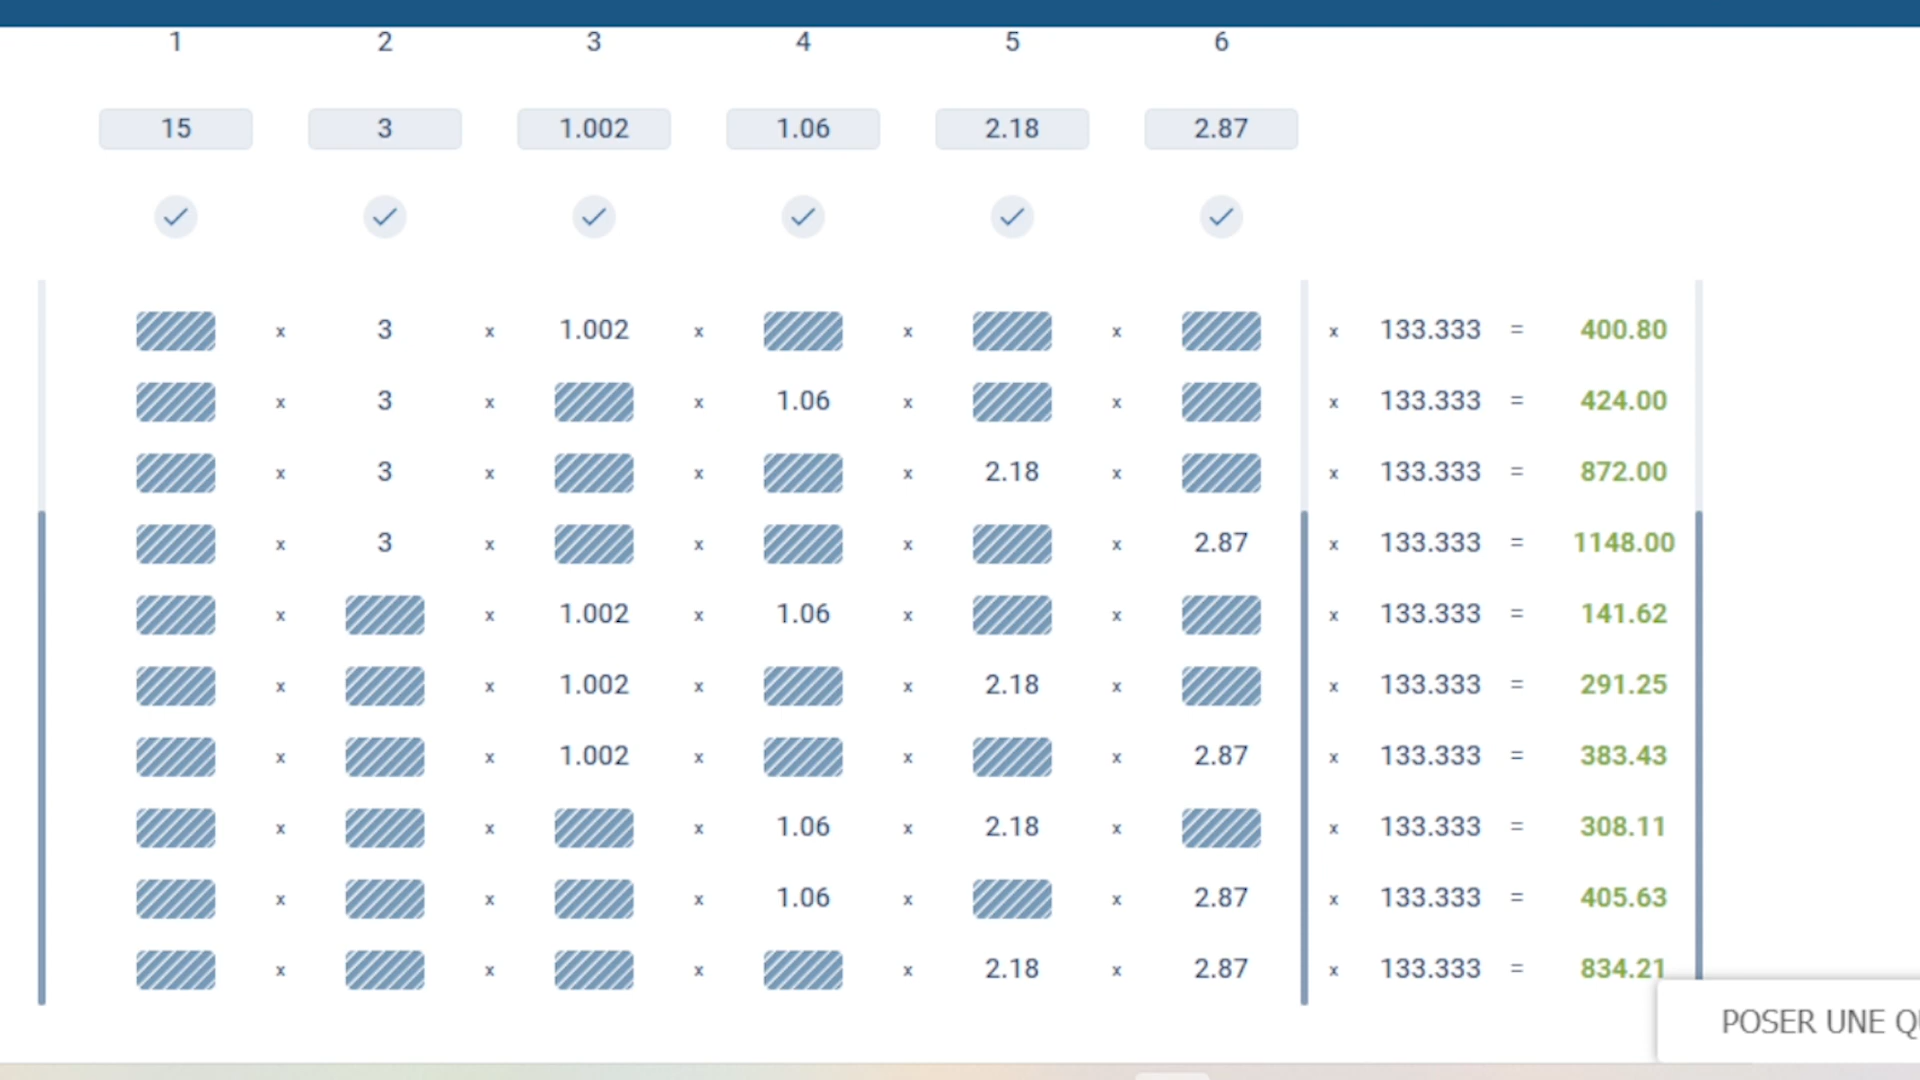 1 2 3 4 5 6
15 3 1.002 1.06 2.18 2.87
x 3 x 1.002 x x x x 133.333 = 400.80
x 3 x x 1.06 x x x 133.333 = 424.00
x 3 x x x 2.18 x x 133.333 = 872.00
x 3 x x x x 2.87 x 133.333 = 1148.00
x x 1.002 x 1.06 x x x 133.333 = 141.62
x x 1.002 x x 2.18 x x 133.333 = 291.25
x x 1.002 x x x 2.87 x 133.333 = 383.43
x x x 1.06 x 2.18 x x 133.333 = 308.11
x x x 1.06 x x 2.87 x 133.333 = 405.63
x x x x 2.18 x 2.87 x 133.333 = 834.21
POSER UNE